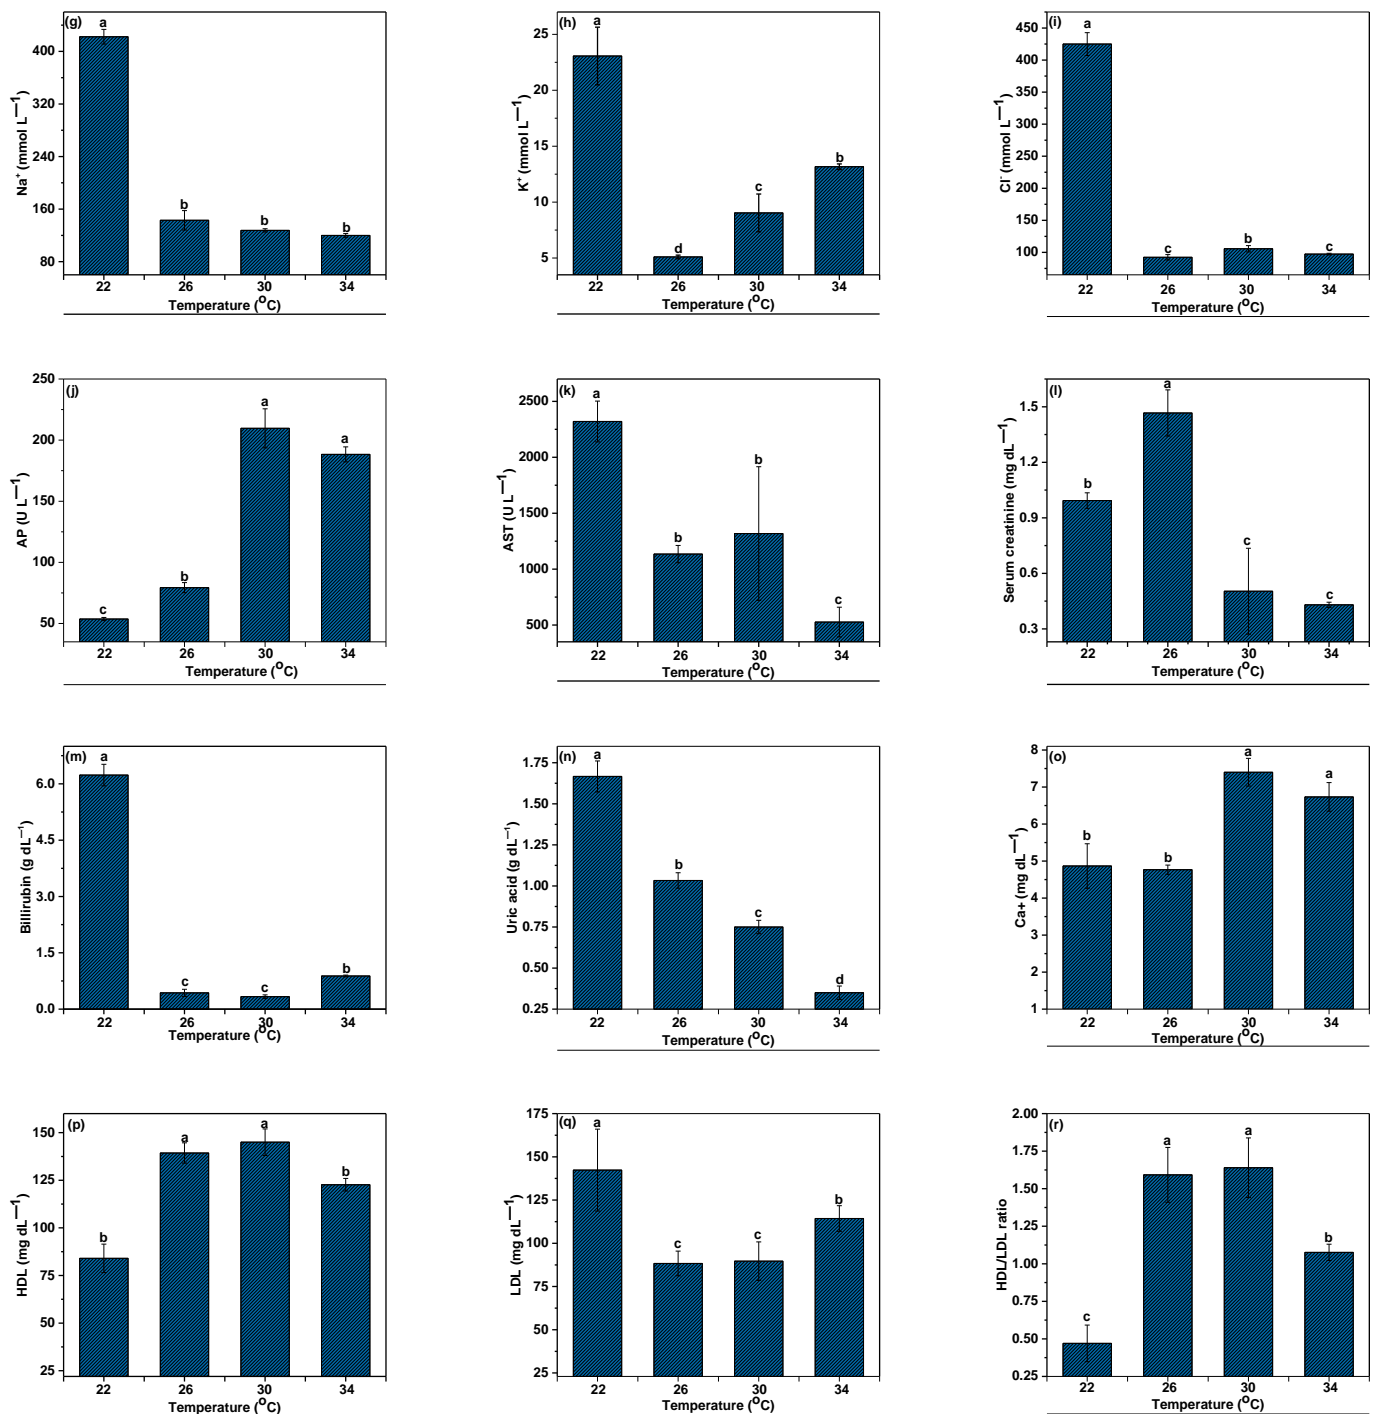 (g)
a
b
b
b
400
320
240
160
80
Na⁺ (mmol L—1)
22 26 30 34
Temperature (°C)
(h)
a
d
c
b
25
20
15
10
5
K⁺ (mmol L—1)
22 26 30 34
Temperature (°C)
(i)
a
c
b
c
450
400
350
300
250
200
150
100
Cl⁻ (mmol L—1)
22 26 30 34
Temperature (°C)
(j)
c
b
a
a
250
200
150
100
50
AP (U L—1)
22 26 30 34
Temperature (°C)
(k)
a
b
b
c
2500
2000
1500
1000
500
AST (U L—1)
22 26 30 34
Temperature (°C)
(l)
b
a
c
c
1.5
1.2
0.9
0.6
0.3
Serum creatinine (mg dL—1)
22 26 30 34
Temperature (°C)
(m)
a
c
c
b
6.0
4.5
3.0
1.5
0.0
Billirubin (g dL—1)
22 26 30 34
Temperature (°C)
(n)
a
b
c
d
1.75
1.50
1.25
1.00
0.75
0.50
0.25
Uric acid (g dL—1)
22 26 30 34
Temperature (°C)
(o)
b
b
a
a
8
7
6
5
4
3
2
1
Ca+ (mg dL—1)
22 26 30 34
Temperature (°C)
(p)
b
a
a
b
150
125
100
75
50
25
HDL (mg dL—1)
22 26 30 34
Temperature (°C)
(q)
a
c
c
b
175
150
125
100
75
50
25
LDL (mg dL—1)
22 26 30 34
Temperature (°C)
(r)
c
a
a
b
2.00
1.75
1.50
1.25
1.00
0.75
0.50
0.25
HDL/LDL ratio
22 26 30 34
Temperature (°C)